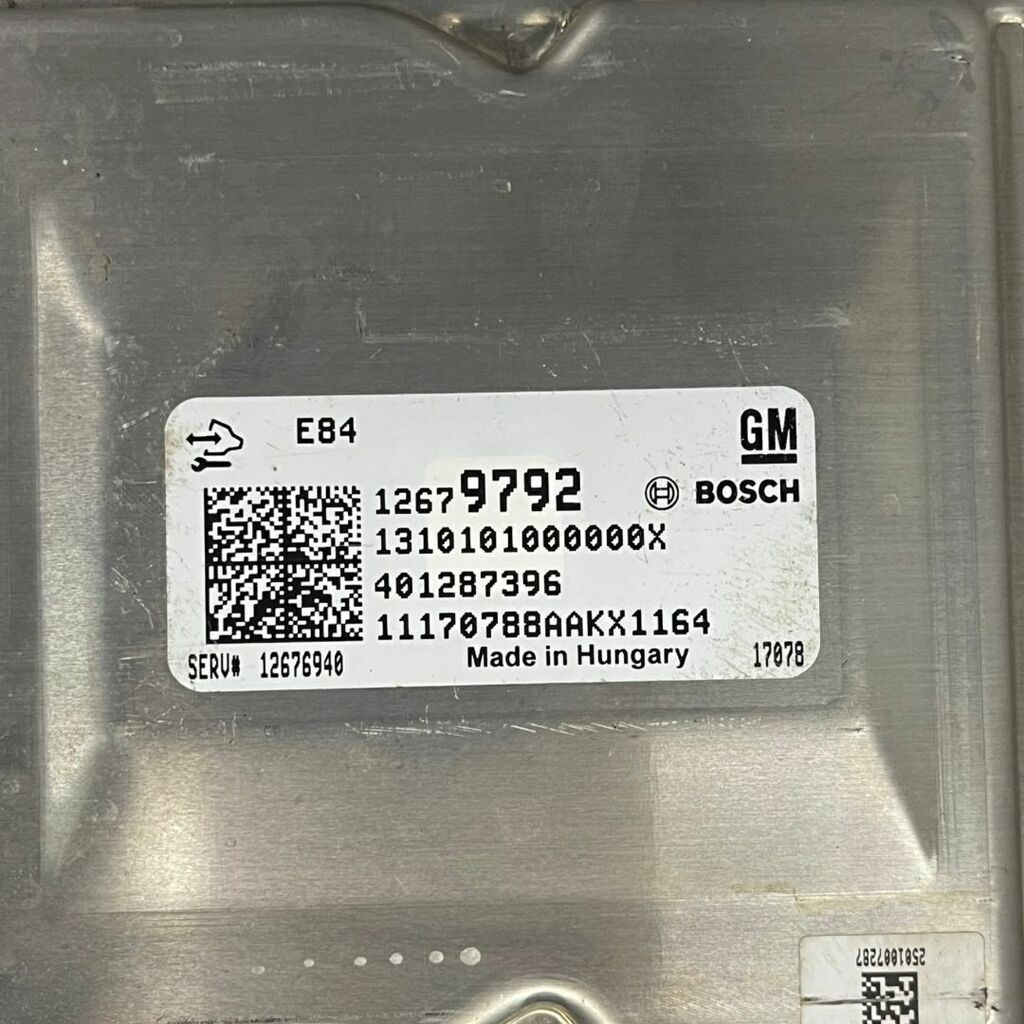 E84
GM
12679792
BOSCH
1310101000000X
401287396
11170788AAKX1164
Made in Hungary
17078
SERV# 12676940
2501007287